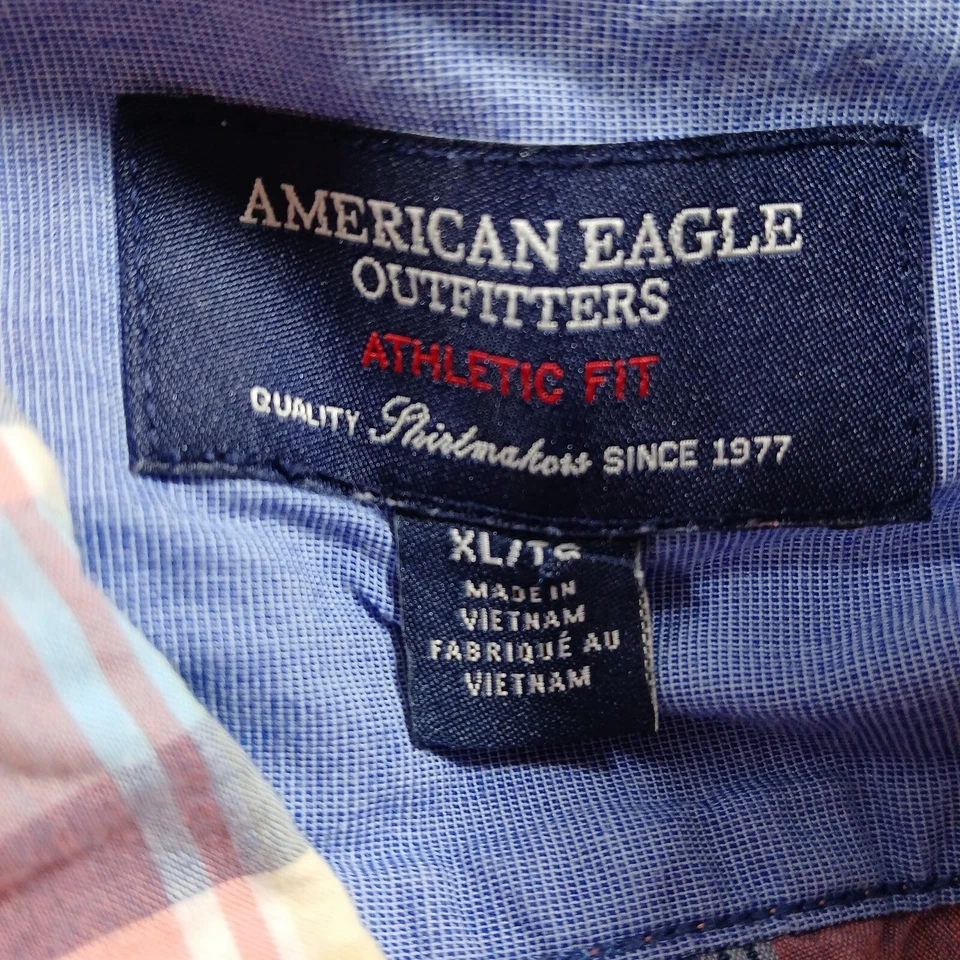 AMERICAN EAGLE
OUTFITTERS
ATHLETIC FIT
QUALITY Shirtmakers SINCE 1977
XL/TG
MADE IN
VIETNAM
FABRIQUÉ AU
VIETNAM